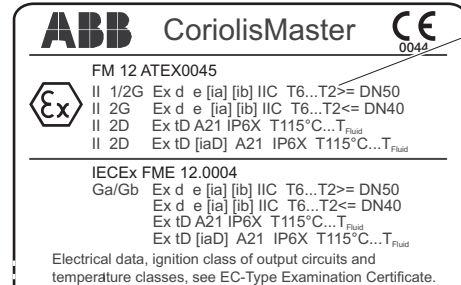 ABB CoriolisMaster CE
0044
FM 12 ATEX0045
Ex II 1/2G Ex d e [ia] [ib] IIC T6...T2>= DN50
II 2G Ex d e [ia] [ib] IIC T6...T2<= DN40
II 2D Ex tD A21 IP6X T115°C...TFluid
II 2D Ex tD [iaD] A21 IP6X T115°C...TFluid
IECEx FME 12.0004
Ga/Gb Ex d e [ia] [ib] IIC T6...T2>= DN50
Ex d e [ia] [ib] IIC T6...T2<= DN40
Ex tD A21 IP6X T115°C...TFluid
Ex tD [iaD] A21 IP6X T115°C...TFluid
Electrical data, ignition class of output circuits and
temperature classes, see EC-Type Examination Certificate.